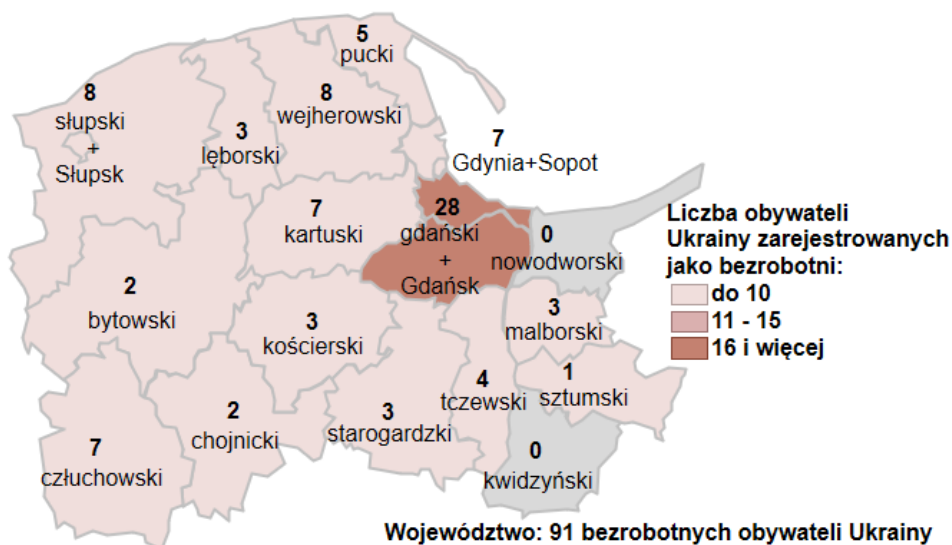 5
pucki
8
słupski
+
Słupsk
3
lęborski
8
wejherowski
7
Gdynia+Sopot
7
kartuski
28
gdański
+
Gdańsk
0
nowodworski
2
bytowski
3
kościerski
3
malborski
7
człuchowski
2
chojnicki
3
starogardzki
4
tczewski
1
sztumski
0
kwidzyński
Liczba obywateli
Ukrainy zarejestrowanych
jako bezrobotni:
do 10
11 - 15
16 i więcej
Województwo: 91 bezrobotnych obywateli Ukrainy